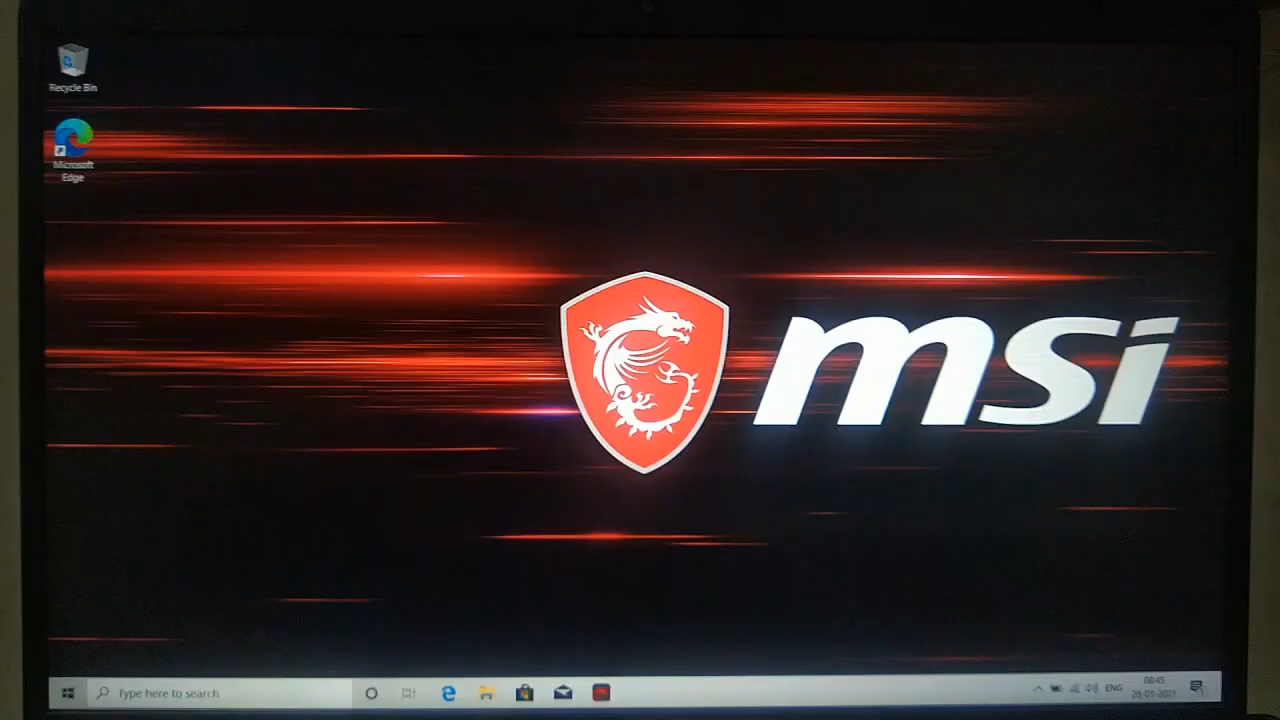 Recycle Bin
Microsoft
Edge
msi
Type here to search
ENG
08:45